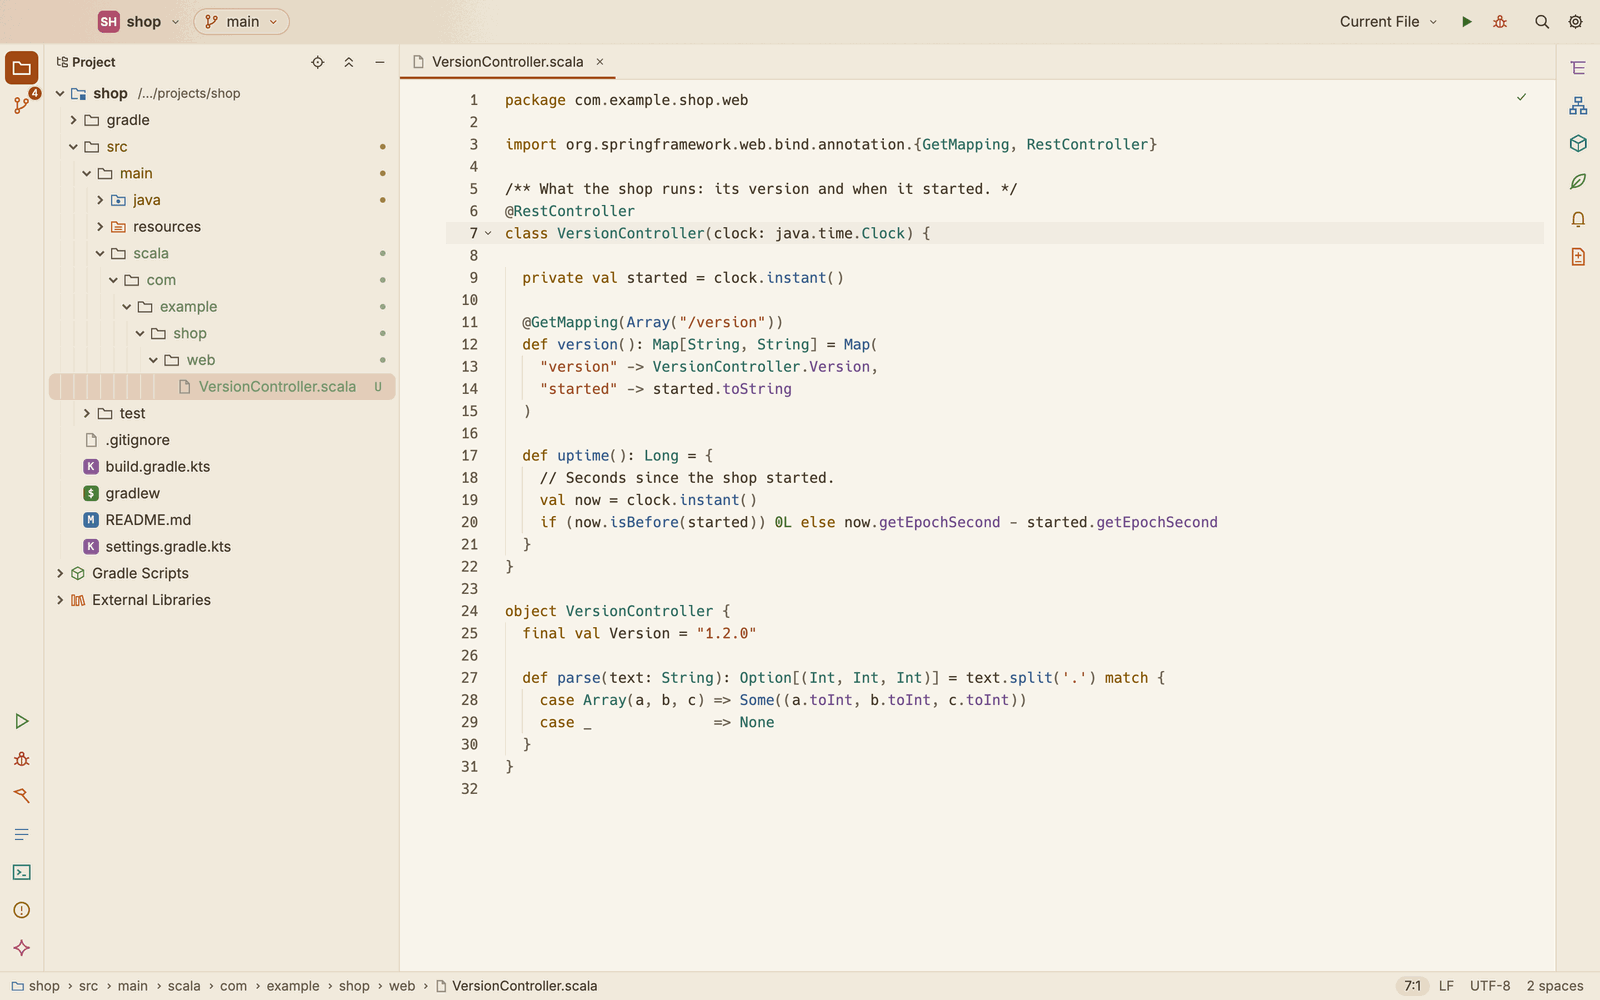 SH shop main Current File
Project
VersionController.scala
4
shop /.../projects/shop
gradle
src
main
java
resources
scala
com
example
shop
web
VersionController.scala U
test
.gitignore
K build.gradle.kts
$ gradlew
M README.md
K settings.gradle.kts
Gradle Scripts
External Libraries
1 package com.example.shop.web
2
3 import org.springframework.web.bind.annotation.{GetMapping, RestController}
4
5 /** What the shop runs: its version and when it started. */
6 @RestController
7 class VersionController(clock: java.time.Clock) {
8
9 private val started = clock.instant()
10
11 @GetMapping(Array("/version"))
12 def version(): Map[String, String] = Map(
13 "version" -> VersionController.Version,
14 "started" -> started.toString
15 )
16
17 def uptime(): Long = {
18 // Seconds since the shop started.
19 val now = clock.instant()
20 if (now.isBefore(started)) 0L else now.getEpochSecond - started.getEpochSecond
21 }
22 }
23
24 object VersionController {
25 final val Version = "1.2.0"
26
27 def parse(text: String): Option[(Int, Int, Int)] = text.split('.') match {
28 case Array(a, b, c) => Some((a.toInt, b.toInt, c.toInt))
29 case _ => None
30 }
31 }
32
shop › src › main › scala › com › example › shop › web › VersionController.scala
7:1 LF UTF-8 2 spaces